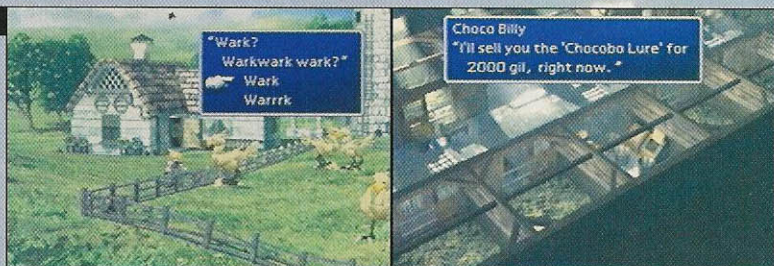 "Wark?
Warkwark wark?"
Wark
Warrrk
Choco Billy
"I'll sell you the 'Chocobo Lure' for
2000 gil, right now."